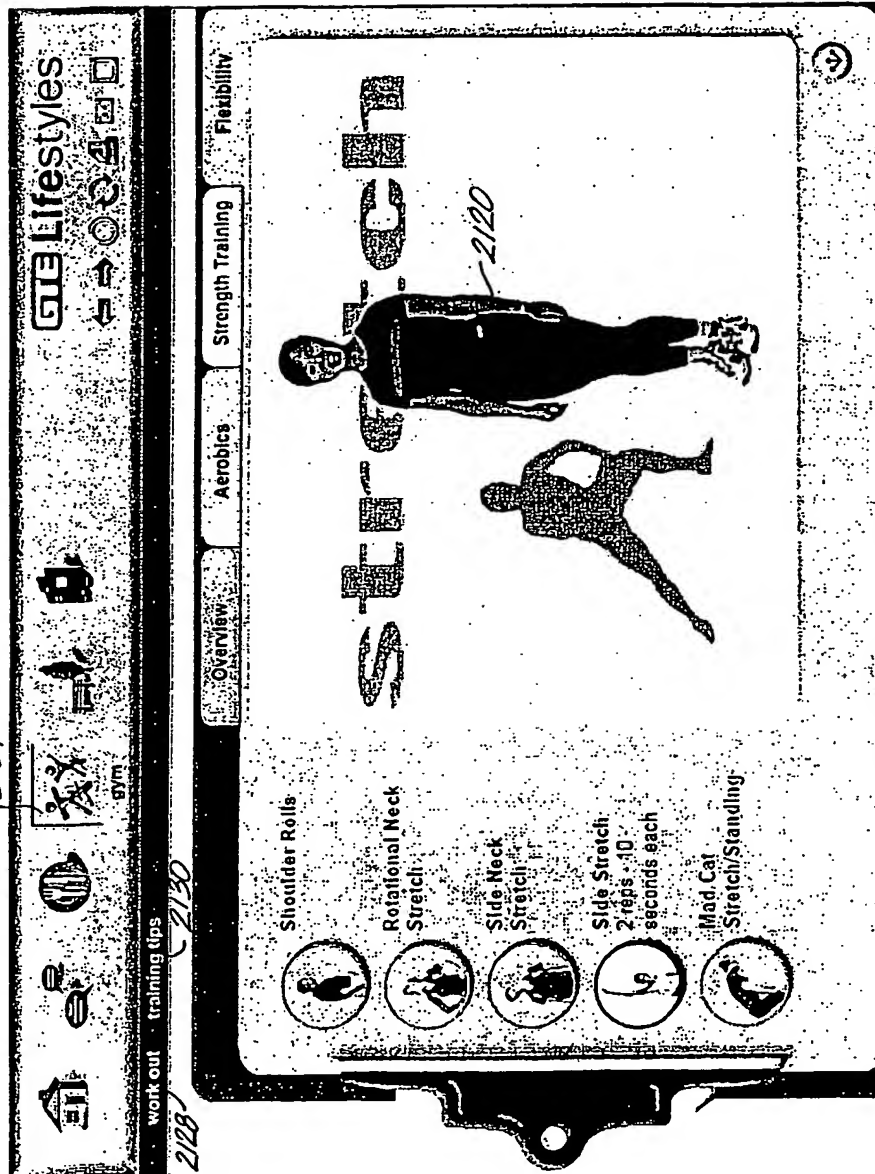 GTE Lifestyles
gym
work out training tips
2128
2130
Overview
Aerobics
Strength Training
Flexibility
Shoulder Rolls
Rotational Neck
Stretch
Side Neck
Stretch
Side Stretch
2 reps - 10
seconds each
Mod Cat
Stretch/Standing
stretch
2120